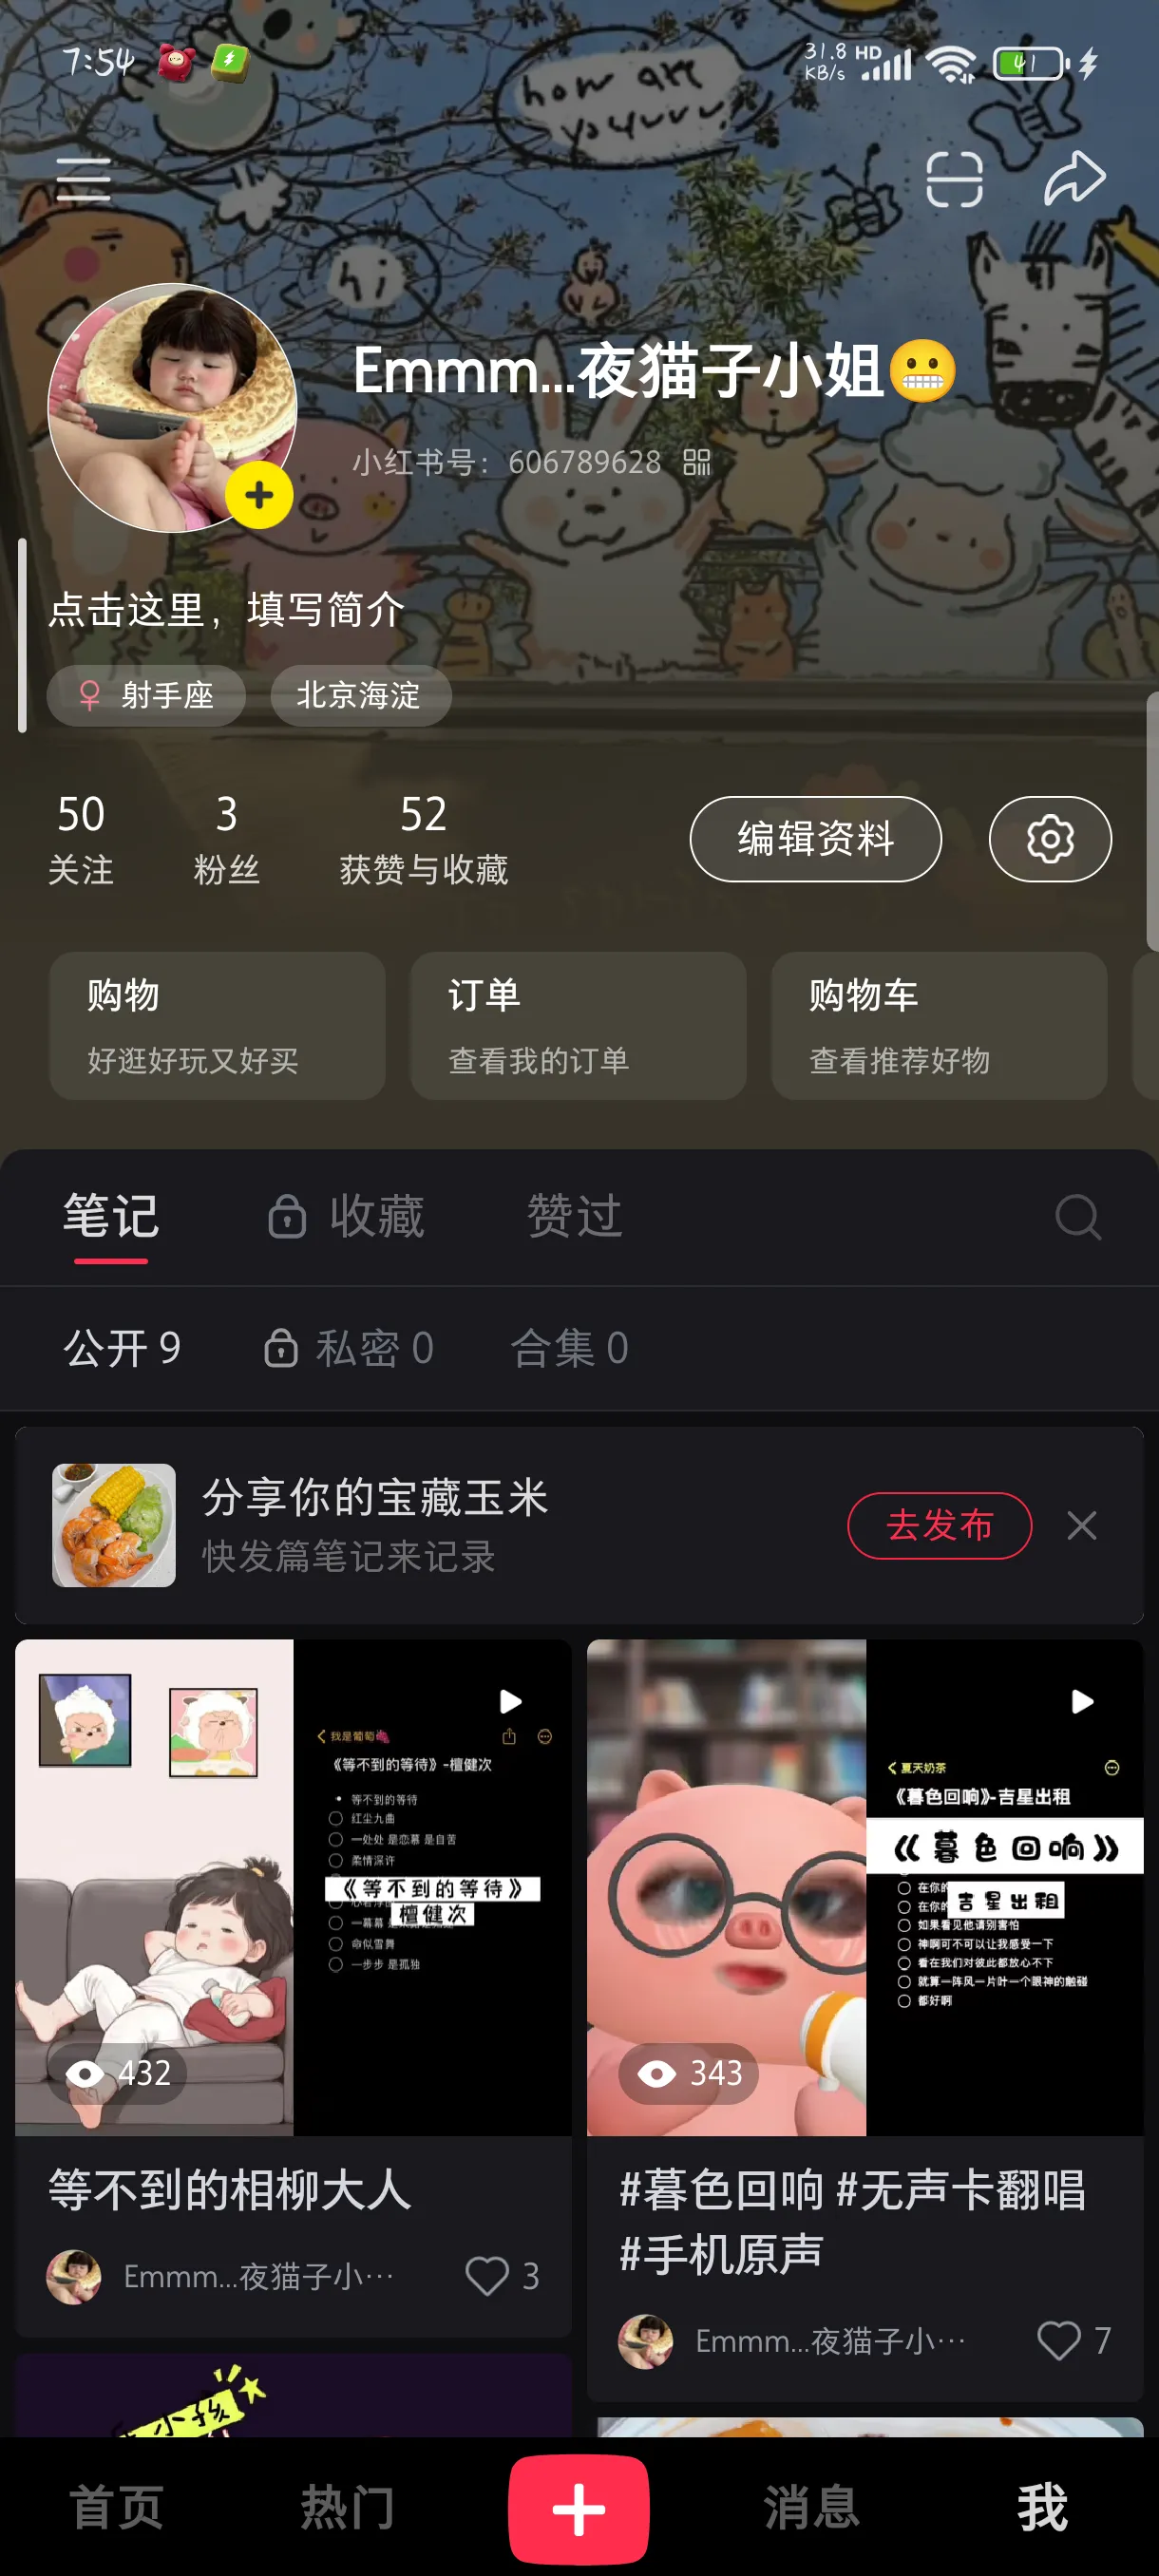 7:54
31.8 KB/s HD 41
how are
hi
Emmm...夜猫子小姐😬
小红书号：606789628
点击这里，填写简介
♀ 射手座 北京海淀
50 3 52
关注 粉丝 获赞与收藏
编辑资料
购物 订单 购物车
好逛好玩又好买 查看我的订单 查看推荐好物
笔记 收藏 赞过
公开 9 私密 0 合集 0
分享你的宝藏玉米
快发篇笔记来记录
去发布
我是葡萄🍇
《等不到的等待》-檀健次
等不到的等待
红尘九曲
一处处 是恋幕 是自苦
柔情深许
《等不到的等待》
檀健次
一幕幕
命似雪舞
一步步 是孤独
432
夏天奶茶
《暮色回响》-吉星出租
《暮色回响》
在你的
吉星出租
在你的
如果看见他请别害怕
神啊可不可以让我感受一下
看在我们对彼此都放心不下
就算一阵风一片叶一个眼神的触碰
都好啊
343
等不到的相柳大人
Emmm...夜猫子小… 3
#暮色回响 #无声卡翻唱
#手机原声
Emmm...夜猫子小… 7
小孩
首页 热门 消息 我